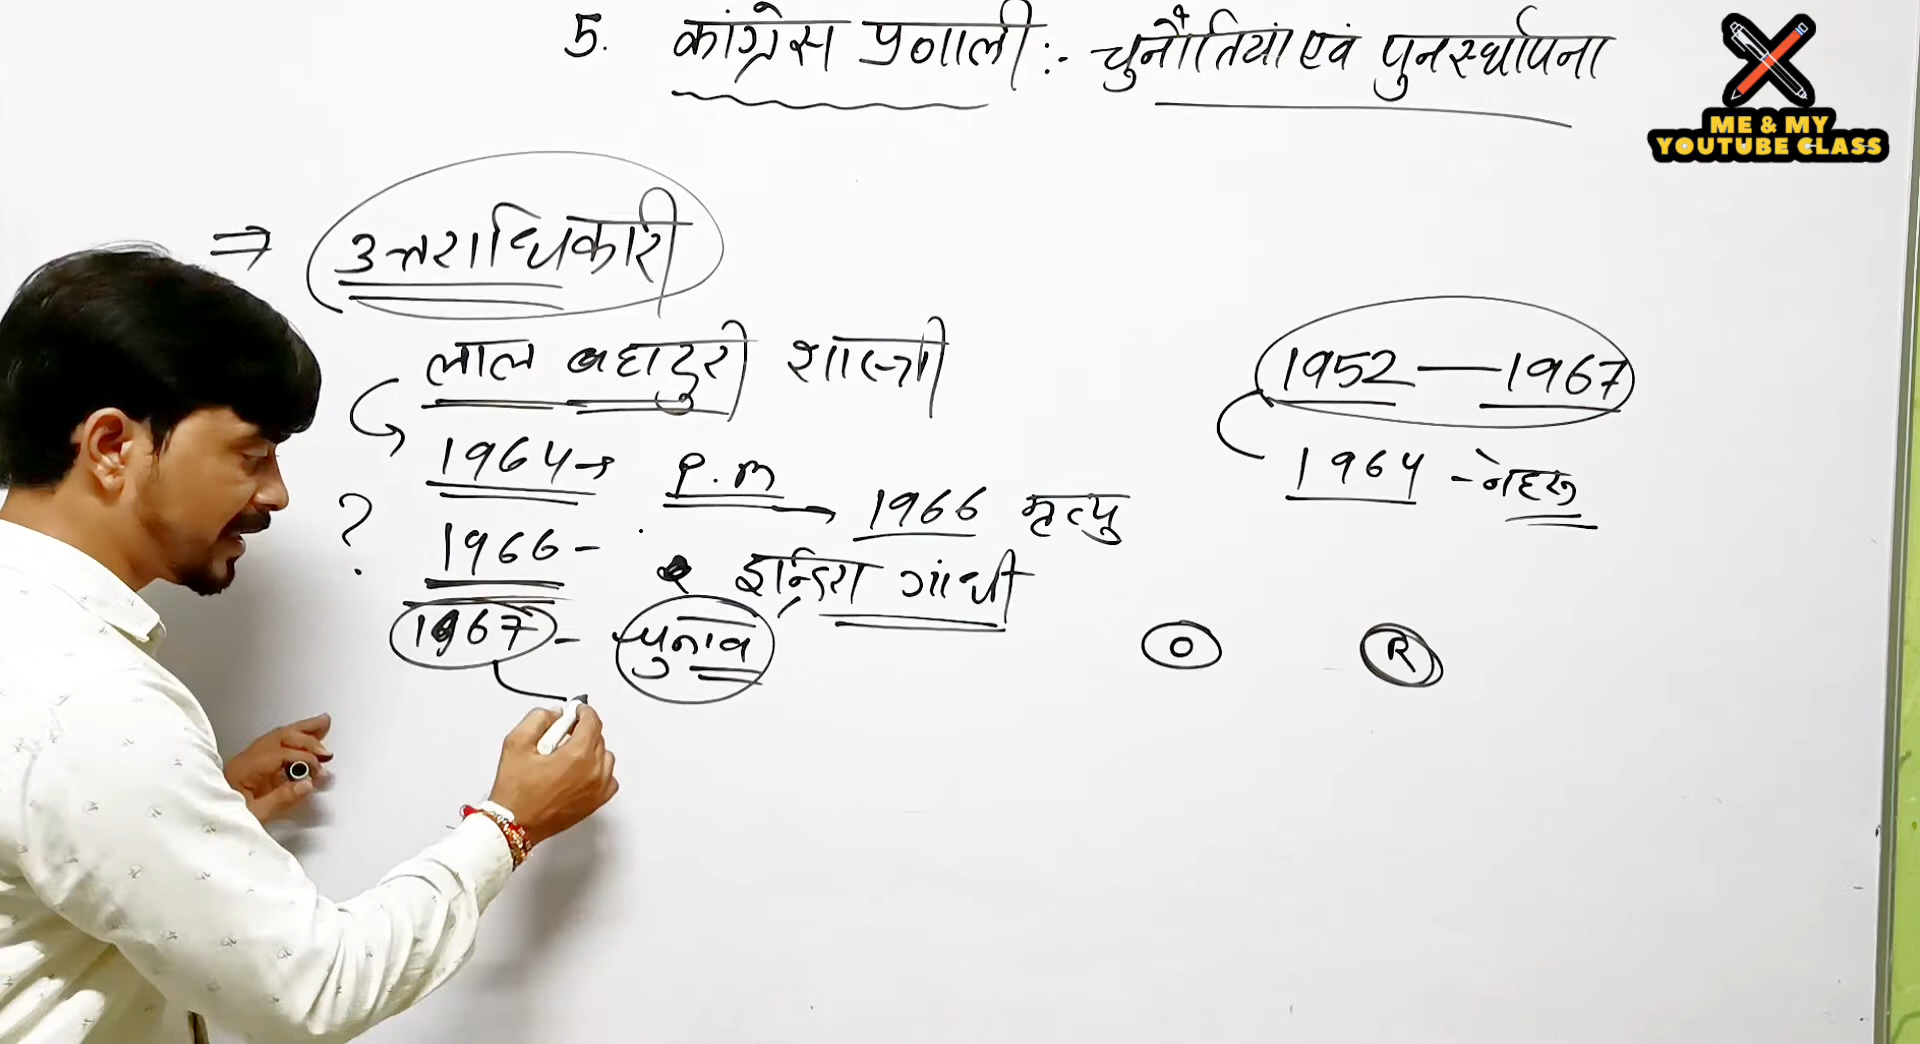 5. कांग्रेस प्रणाली :- चुनौतियां एवं पुनर्स्थापना
ME & MY
YOUTUBE CLASS
⇒ उत्तराधिकारी
लाल बहादुरी शास्त्री
1964 → P.M → 1966 मृत्यु
? 1966 - इन्दिरा गांधी
1967 - चुनाव
1952 — 1967
1964 - नेहरू
O R